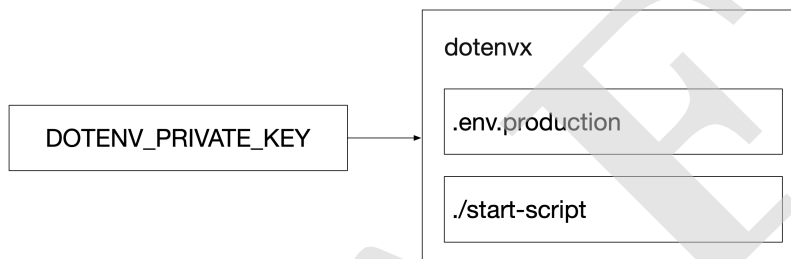 dotenvx
DOTENV_PRIVATE_KEY
.env.production
./start-script